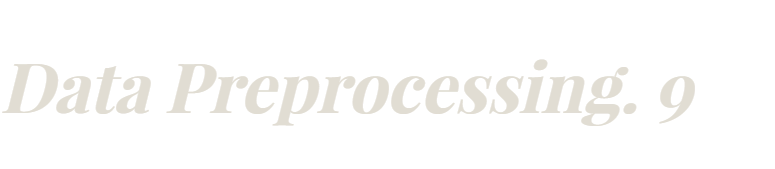 Data Preprocessing. 9